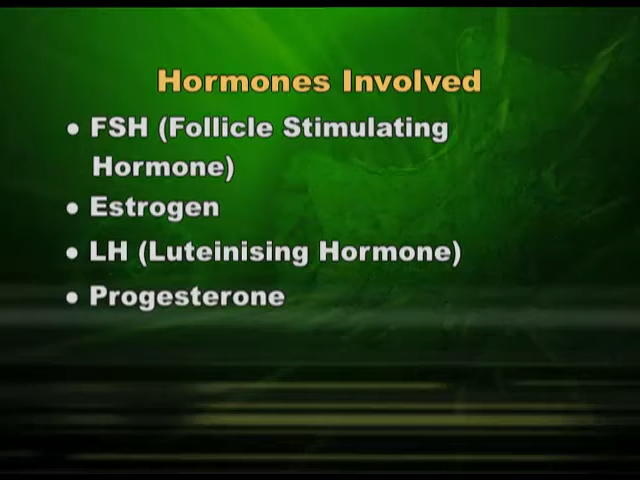 Hormones Involved
• FSH (Follicle Stimulating
Hormone)
• Estrogen
• LH (Luteinising Hormone)
• Progesterone